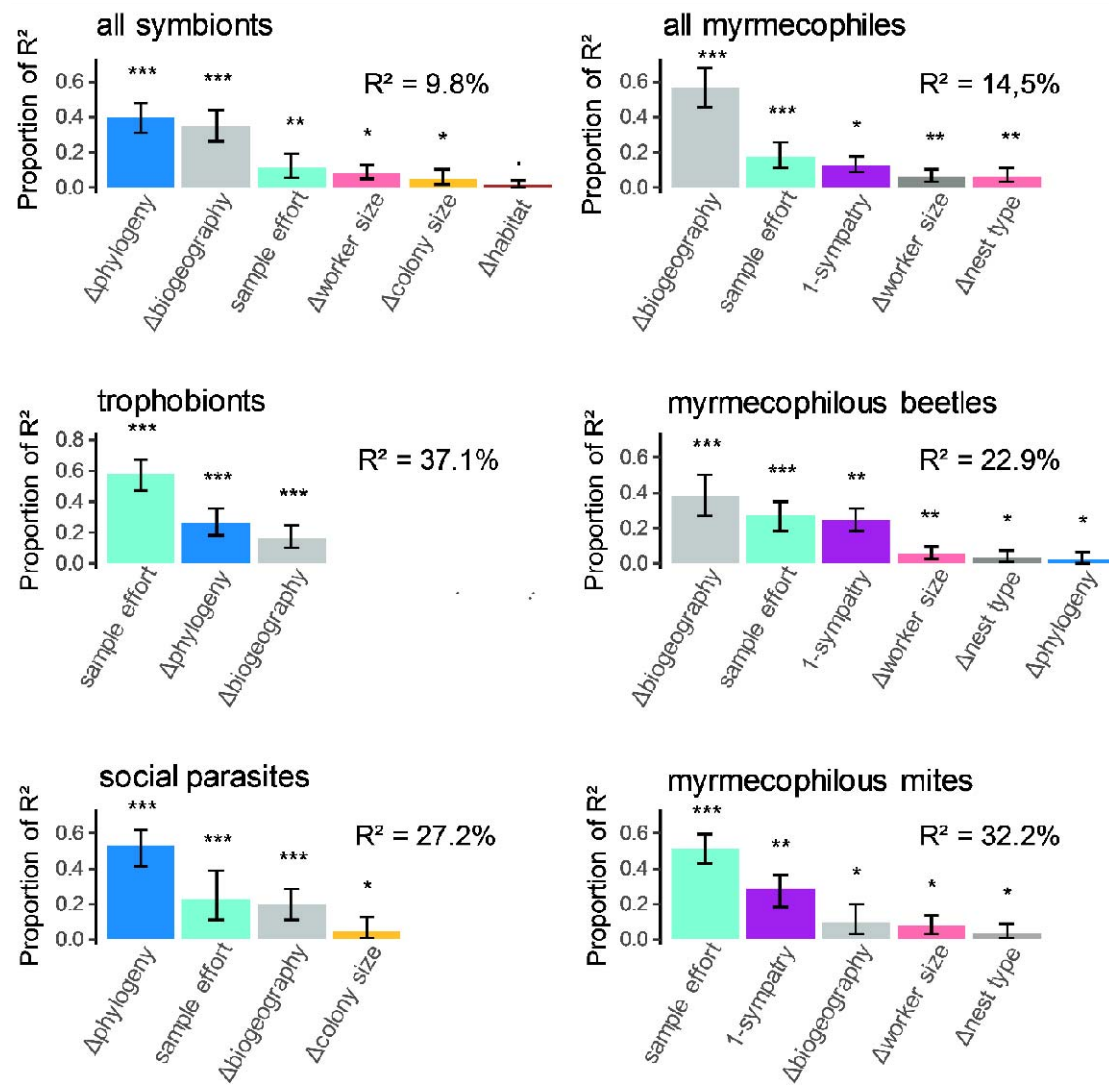 all symbionts
Proportion of R²
0.6
0.4
0.2
0.0
***
***
**
*
*
.
R² = 9.8%
Δphylogeny
Δbiogeography
sample effort
Δworker size
Δcolony size
Δhabitat
all myrmecophiles
Proportion of R²
0.6
0.4
0.2
0.0
***
***
*
**
**
R² = 14,5%
Δbiogeography
sample effort
1-sympatry
Δworker size
Δnest type
trophobionts
Proportion of R²
0.8
0.6
0.4
0.2
0.0
***
***
***
R² = 37.1%
sample effort
Δphylogeny
Δbiogeography
myrmecophilous beetles
Proportion of R²
0.6
0.4
0.2
0.0
***
***
**
**
*
*
R² = 22.9%
Δbiogeography
sample effort
1-sympatry
Δworker size
Δnest type
Δphylogeny
social parasites
Proportion of R²
0.6
0.4
0.2
0.0
***
***
***
*
R² = 27.2%
Δphylogeny
sample effort
Δbiogeography
Δcolony size
myrmecophilous mites
Proportion of R²
0.6
0.4
0.2
0.0
***
**
*
*
*
R² = 32.2%
sample effort
1-sympatry
Δbiogeography
Δworker size
Δnest type